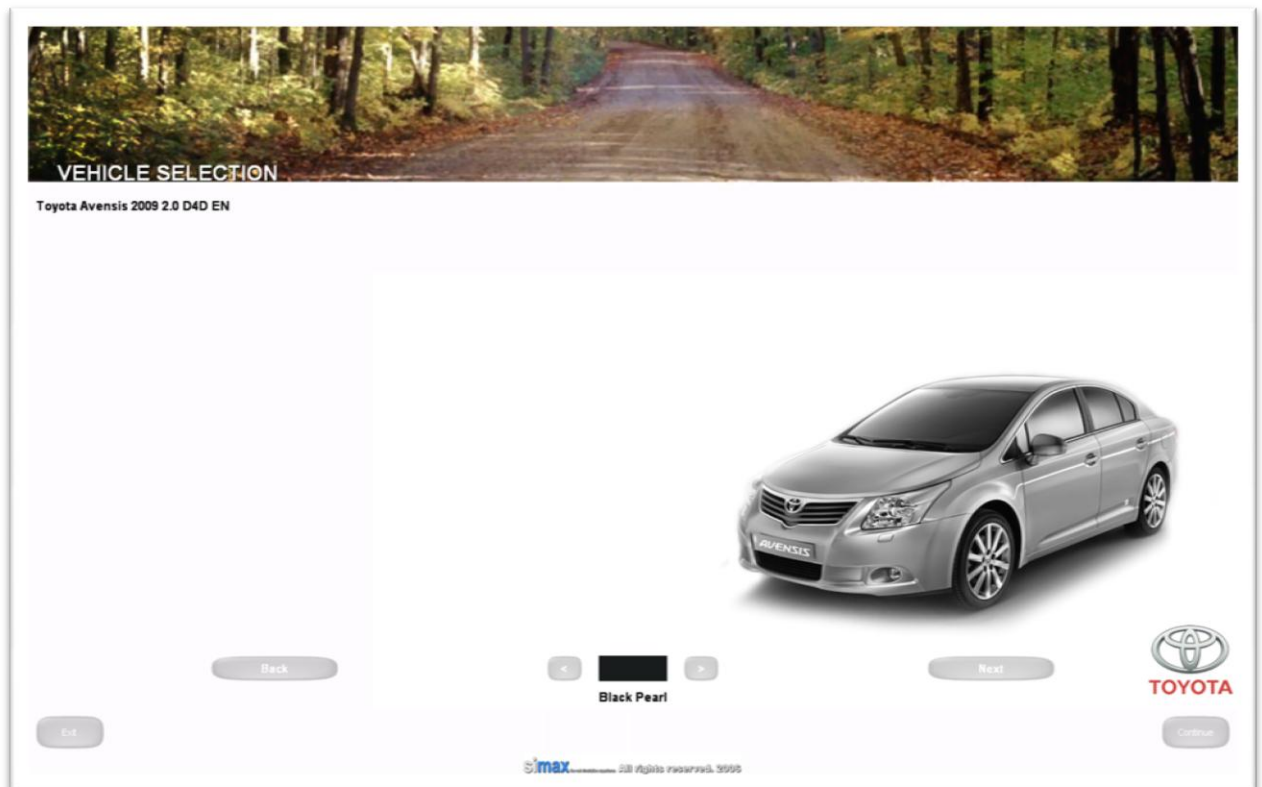 VEHICLE SELECTION
Toyota Avensis 2009 2.0 D4D EN
AVENSIS
Back
<
>
Next
Black Pearl
TOYOTA
Exit
Continue
simax
All rights reserved. 2006